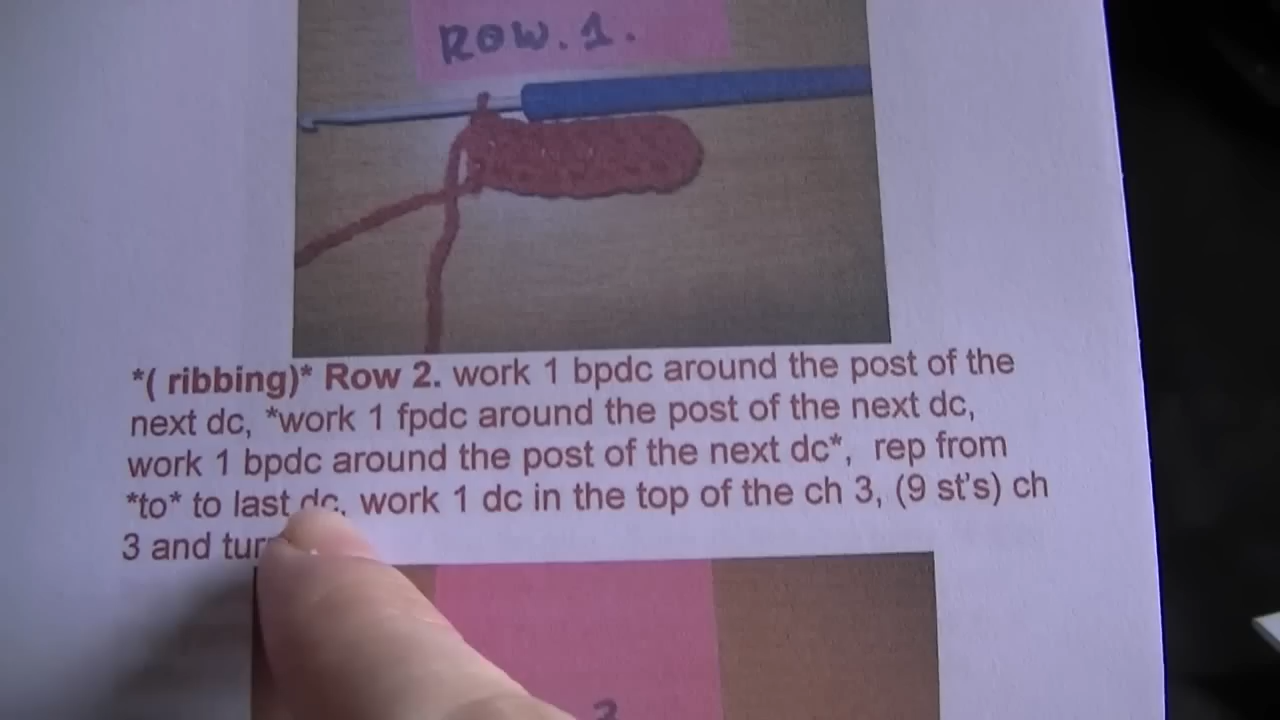 ROW.1.
*( ribbing)* Row 2. work 1 bpdc around the post of the
next dc, *work 1 fpdc around the post of the next dc,
work 1 bpdc around the post of the next dc*, rep from
*to* to last dc, work 1 dc in the top of the ch 3, (9 st's) ch
3 and